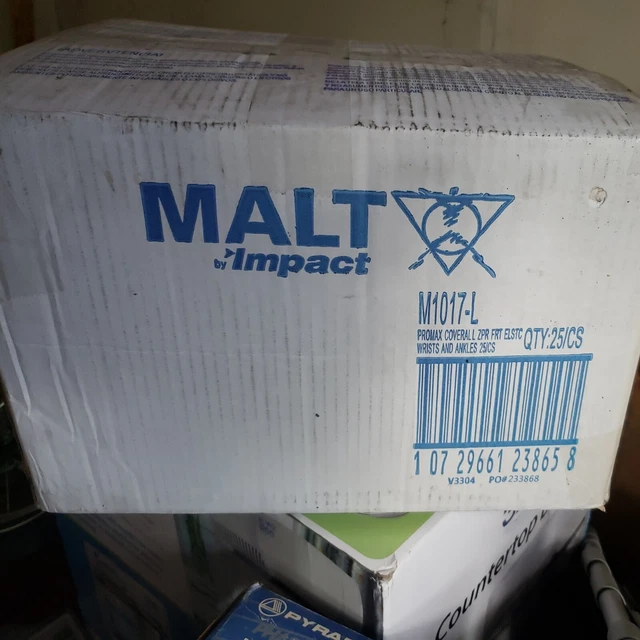 MALT
by Impact
M1017-L
PROMAX COVERALL ZPR FRT ELSTC
WRISTS AND ANKLES 25/CS
QTY:25/CS
1 07 29661 23865 8
V3304 PO#233868
Countertop
PYRA